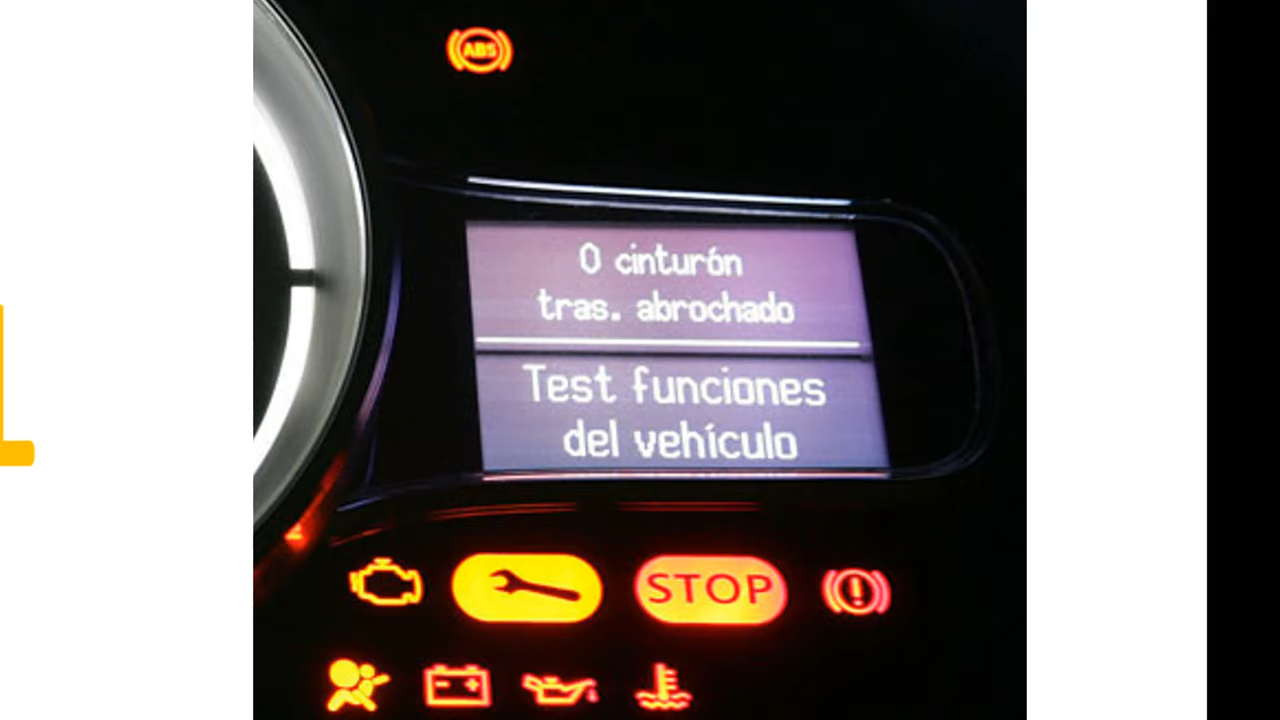 ABS
0 cinturón
tras. abrochado
Test funciones
del vehículo
STOP